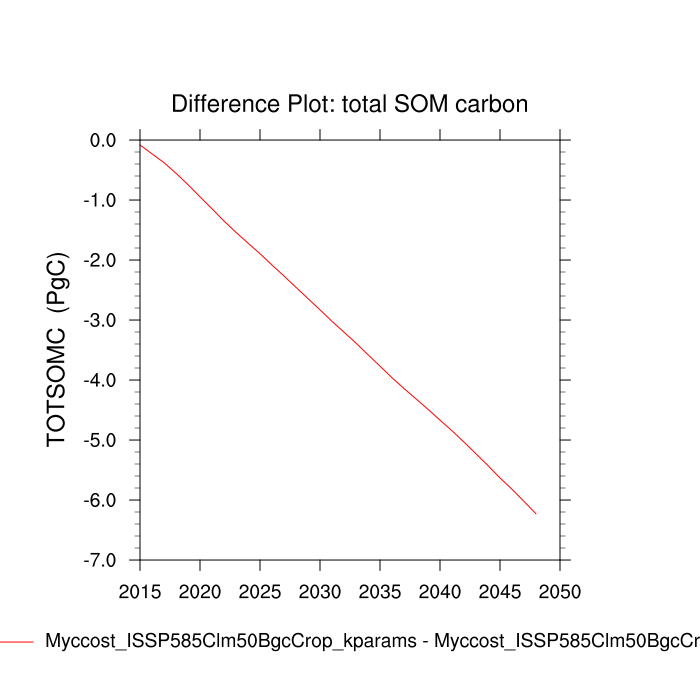 Difference Plot: total SOM carbon
TOTSOMC (PgC)
0.0
-1.0
-2.0
-3.0
-4.0
-5.0
-6.0
-7.0
2015 2020 2025 2030 2035 2040 2045 2050
Myccost_ISSP585Clm50BgcCrop_kparams - Myccost_ISSP585Clm50BgcCr